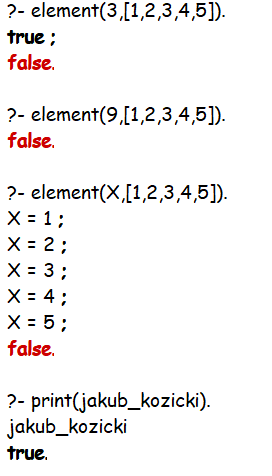 ?- element(3,[1,2,3,4,5]).
true ;
false.
?- element(9,[1,2,3,4,5]).
false.
?- element(X,[1,2,3,4,5]).
X = 1 ;
X = 2 ;
X = 3 ;
X = 4 ;
X = 5 ;
false.
?- print(jakub_kozicki).
jakub_kozicki
true.